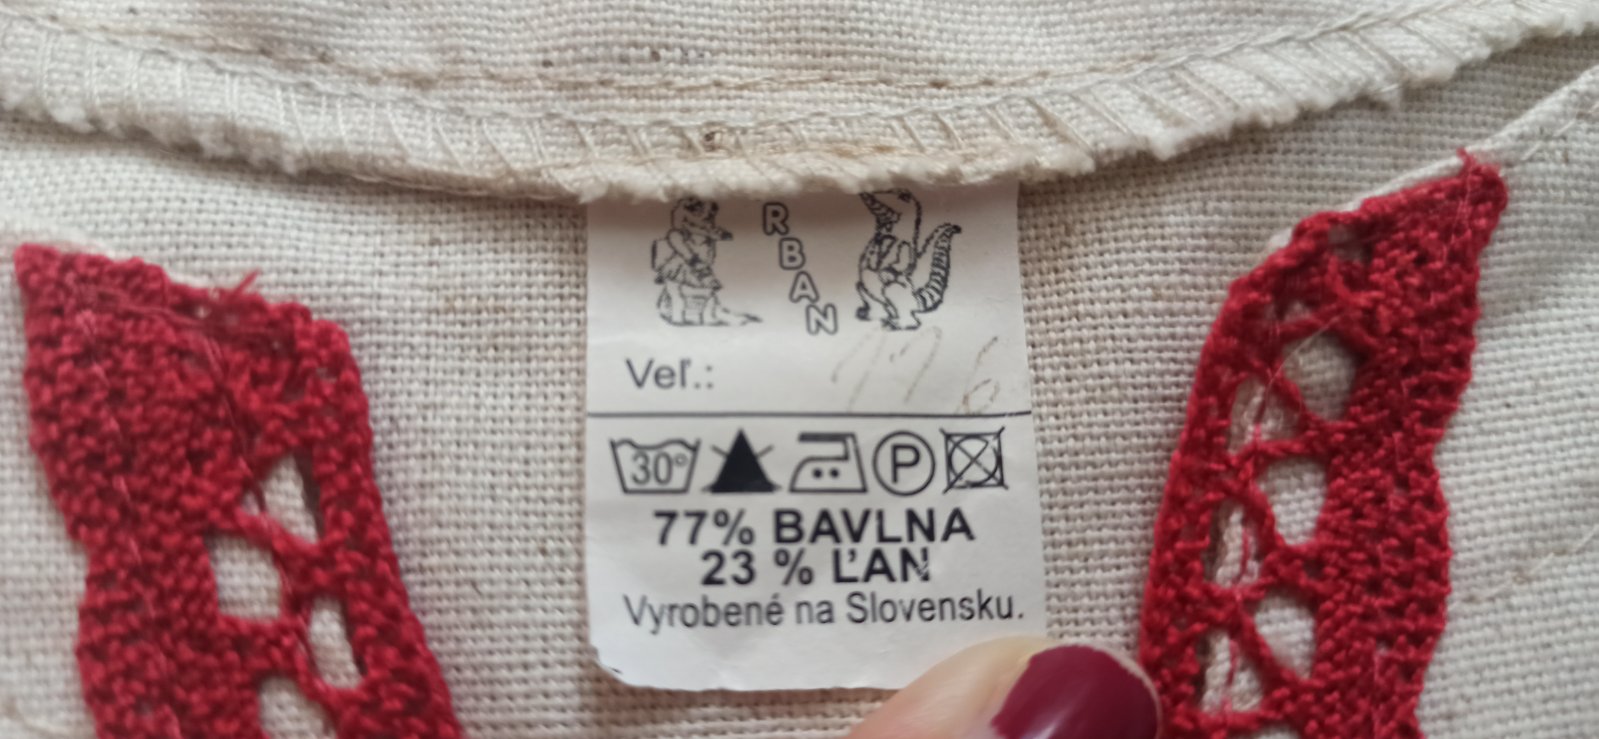 RBAN
Veľ.: 116
30°
P
77% BAVLNA
23 % ĽAN
Vyrobené na Slovensku.